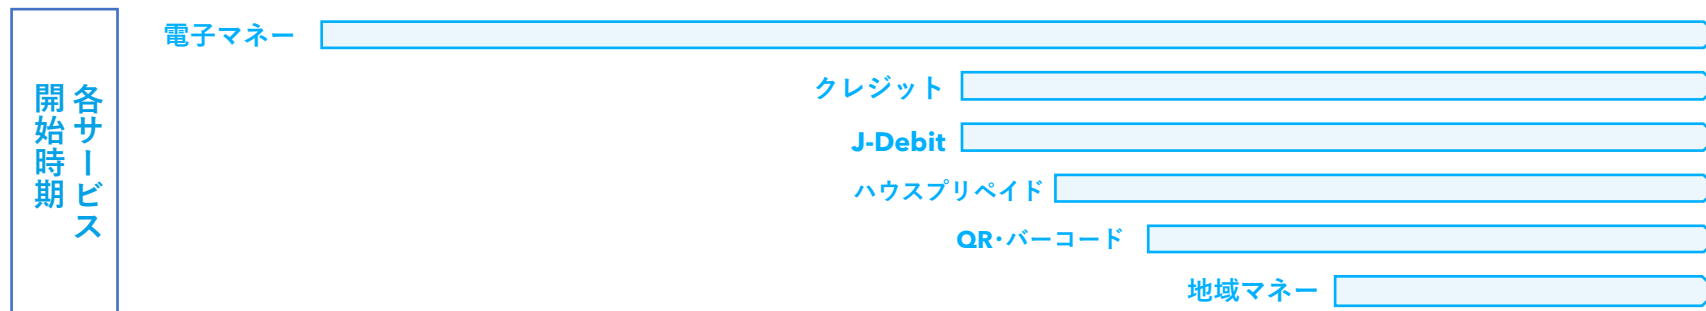 各サービス
開始時期
電子マネー
クレジット
J-Debit
ハウスプリペイド
QR・バーコード
地域マネー